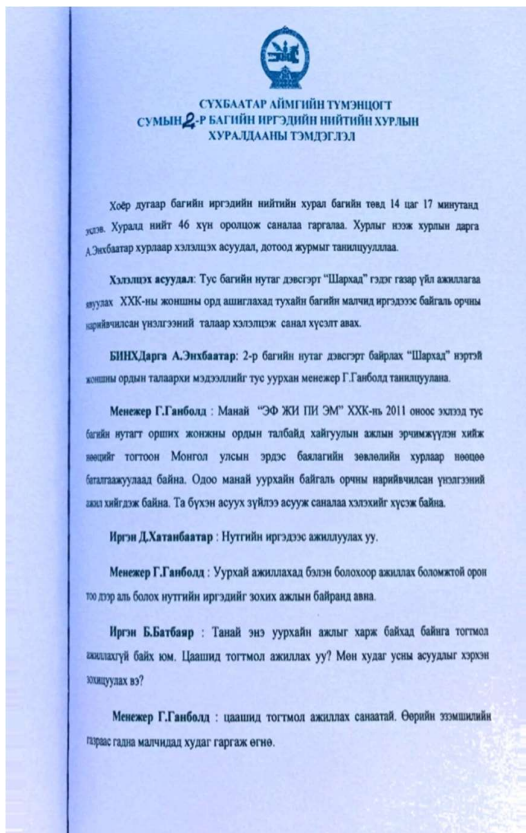 СҮХБААТАР АЙМГИЙН ТҮМЭНЦОГТ
СУМЫН 2-Р БАГИЙН ИРГЭДИЙН НИЙТИЙН ХУРЛЫН
ХУРАЛДААНЫ ТЭМДЭГЛЭЛ
Хоёр дугаар багийн иргэдийн нийтийн хурал багийн төвд 14 цаг 17 минутанд
эхлэв. Хуралд нийт 46 хүн оролцож саналаа гаргалаа. Хурлыг нээж хурлын дарга
А.Энхбаатар хурлаар хэлэлцэх асуудал, дотоод журмыг танилцуулллаа.
Хэлэлцэх асуудал: Тус багийн нутаг дэвсгэрт "Шархад" гэдэг газар үйл ажиллагаа
явуулах ХХК-ны жоншны орд ашиглахад тухайн багийн малчид иргэдээс байгаль орчны
нарийвчилсан үнэлгээний талаар хэлэлцэж санал хүсэлт авах.
БИНХДарга А.Энхбаатар: 2-р багийн нутаг дэвсгэрт байрлах "Шархад" нэртэй
жоншны ордын талаархи мэдээллийг тус уурхан менежер Г.Ганболд танилцуулана.
Менежер Г.Ганболд : Манай "ЭФ ЖИ ПИ ЭМ" ХХК-нь 2011 оноос эхлээд тус
багийн нутагт орших жонжны ордын талбайд хайгуулын ажлын эрчимжүүлэн хийж
нөөцийг тогтоон Монгол улсын эрдэс баялагийн зөвлөлийн хурлаар нөөцөө
баталгаажуулаад байна. Одоо манай уурхайн байгаль орчны нарийвчилсан үнэлгээний
ажил хийгдэж байна. Та бүхэн асуух зүйлээ асууж саналаа хэлэхийг хүсэж байна.
Иргэн Д.Хатанбаатар : Нутгийн иргэдээс ажиллуулах уу.
Менежер Г.Ганболд : Уурхай ажиллахад бэлэн болохоор ажиллах боломжтой орон
тоо дээр аль болох нутгийн иргэдийг зохих ажлын байранд авна.
Иргэн Б.Батбаяр : Танай энэ уурхайн ажлыг харж байхад байнга тогтмол
ажиллахгүй байх юм. Цаашид тогтмол ажиллах уу? Мөн худаг усны асуудлыг хэрхэн
зохицуулах вэ?
Менежер Г.Ганболд : цаашид тогтмол ажиллах санаатай. Өөрийн эзэмшилийн
газраас гадна малчидад худаг гаргаж өгнө.